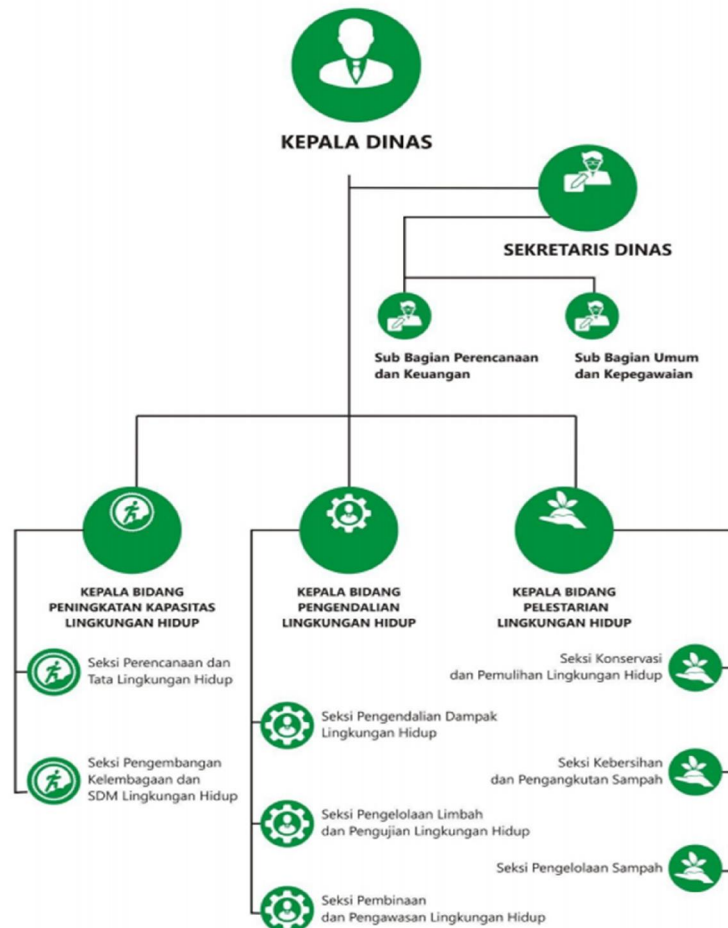 KEPALA DINAS
SEKRETARIS DINAS
Sub Bagian Perencanaan
dan Keuangan
Sub Bagian Umum
dan Kepegawaian
KEPALA BIDANG
PENINGKATAN KAPASITAS
LINGKUNGAN HIDUP
KEPALA BIDANG
PENGENDALIAN
LINGKUNGAN HIDUP
KEPALA BIDANG
PELESTARIAN
LINGKUNGAN HIDUP
Seksi Perencanaan dan
Tata Lingkungan Hidup
Seksi Pengembangan
Kelembagaan dan
SDM Lingkungan Hidup
Seksi Pengendalian Dampak
Lingkungan Hidup
Seksi Pengelolaan Limbah
dan Pengujian Lingkungan Hidup
Seksi Pembinaan
dan Pengawasan Lingkungan Hidup
Seksi Konservasi
dan Pemulihan Lingkungan Hidup
Seksi Kebersihan
dan Pengangkutan Sampah
Seksi Pengelolaan Sampah